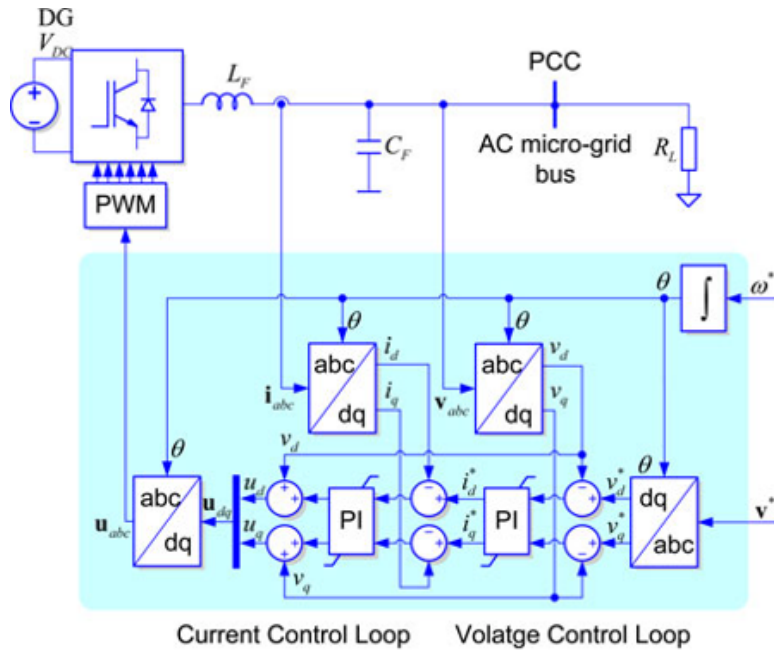 DG
V_DC
L_F
PCC
C_F
AC micro-grid
bus
R_L
PWM
θ
∫
ω*
θ
θ
abc
dq
i_d
i_q
i_abc
abc
dq
v_d
v_q
v_abc
θ
v_d
θ
abc
dq
u_abc
u_dq
u_d
u_q
+
+
+
+
v_q
PI
-
+
-
+
i_d*
i_q*
PI
-
+
-
+
v_d*
v_q*
dq
abc
v*
Current Control Loop
Volatge Control Loop